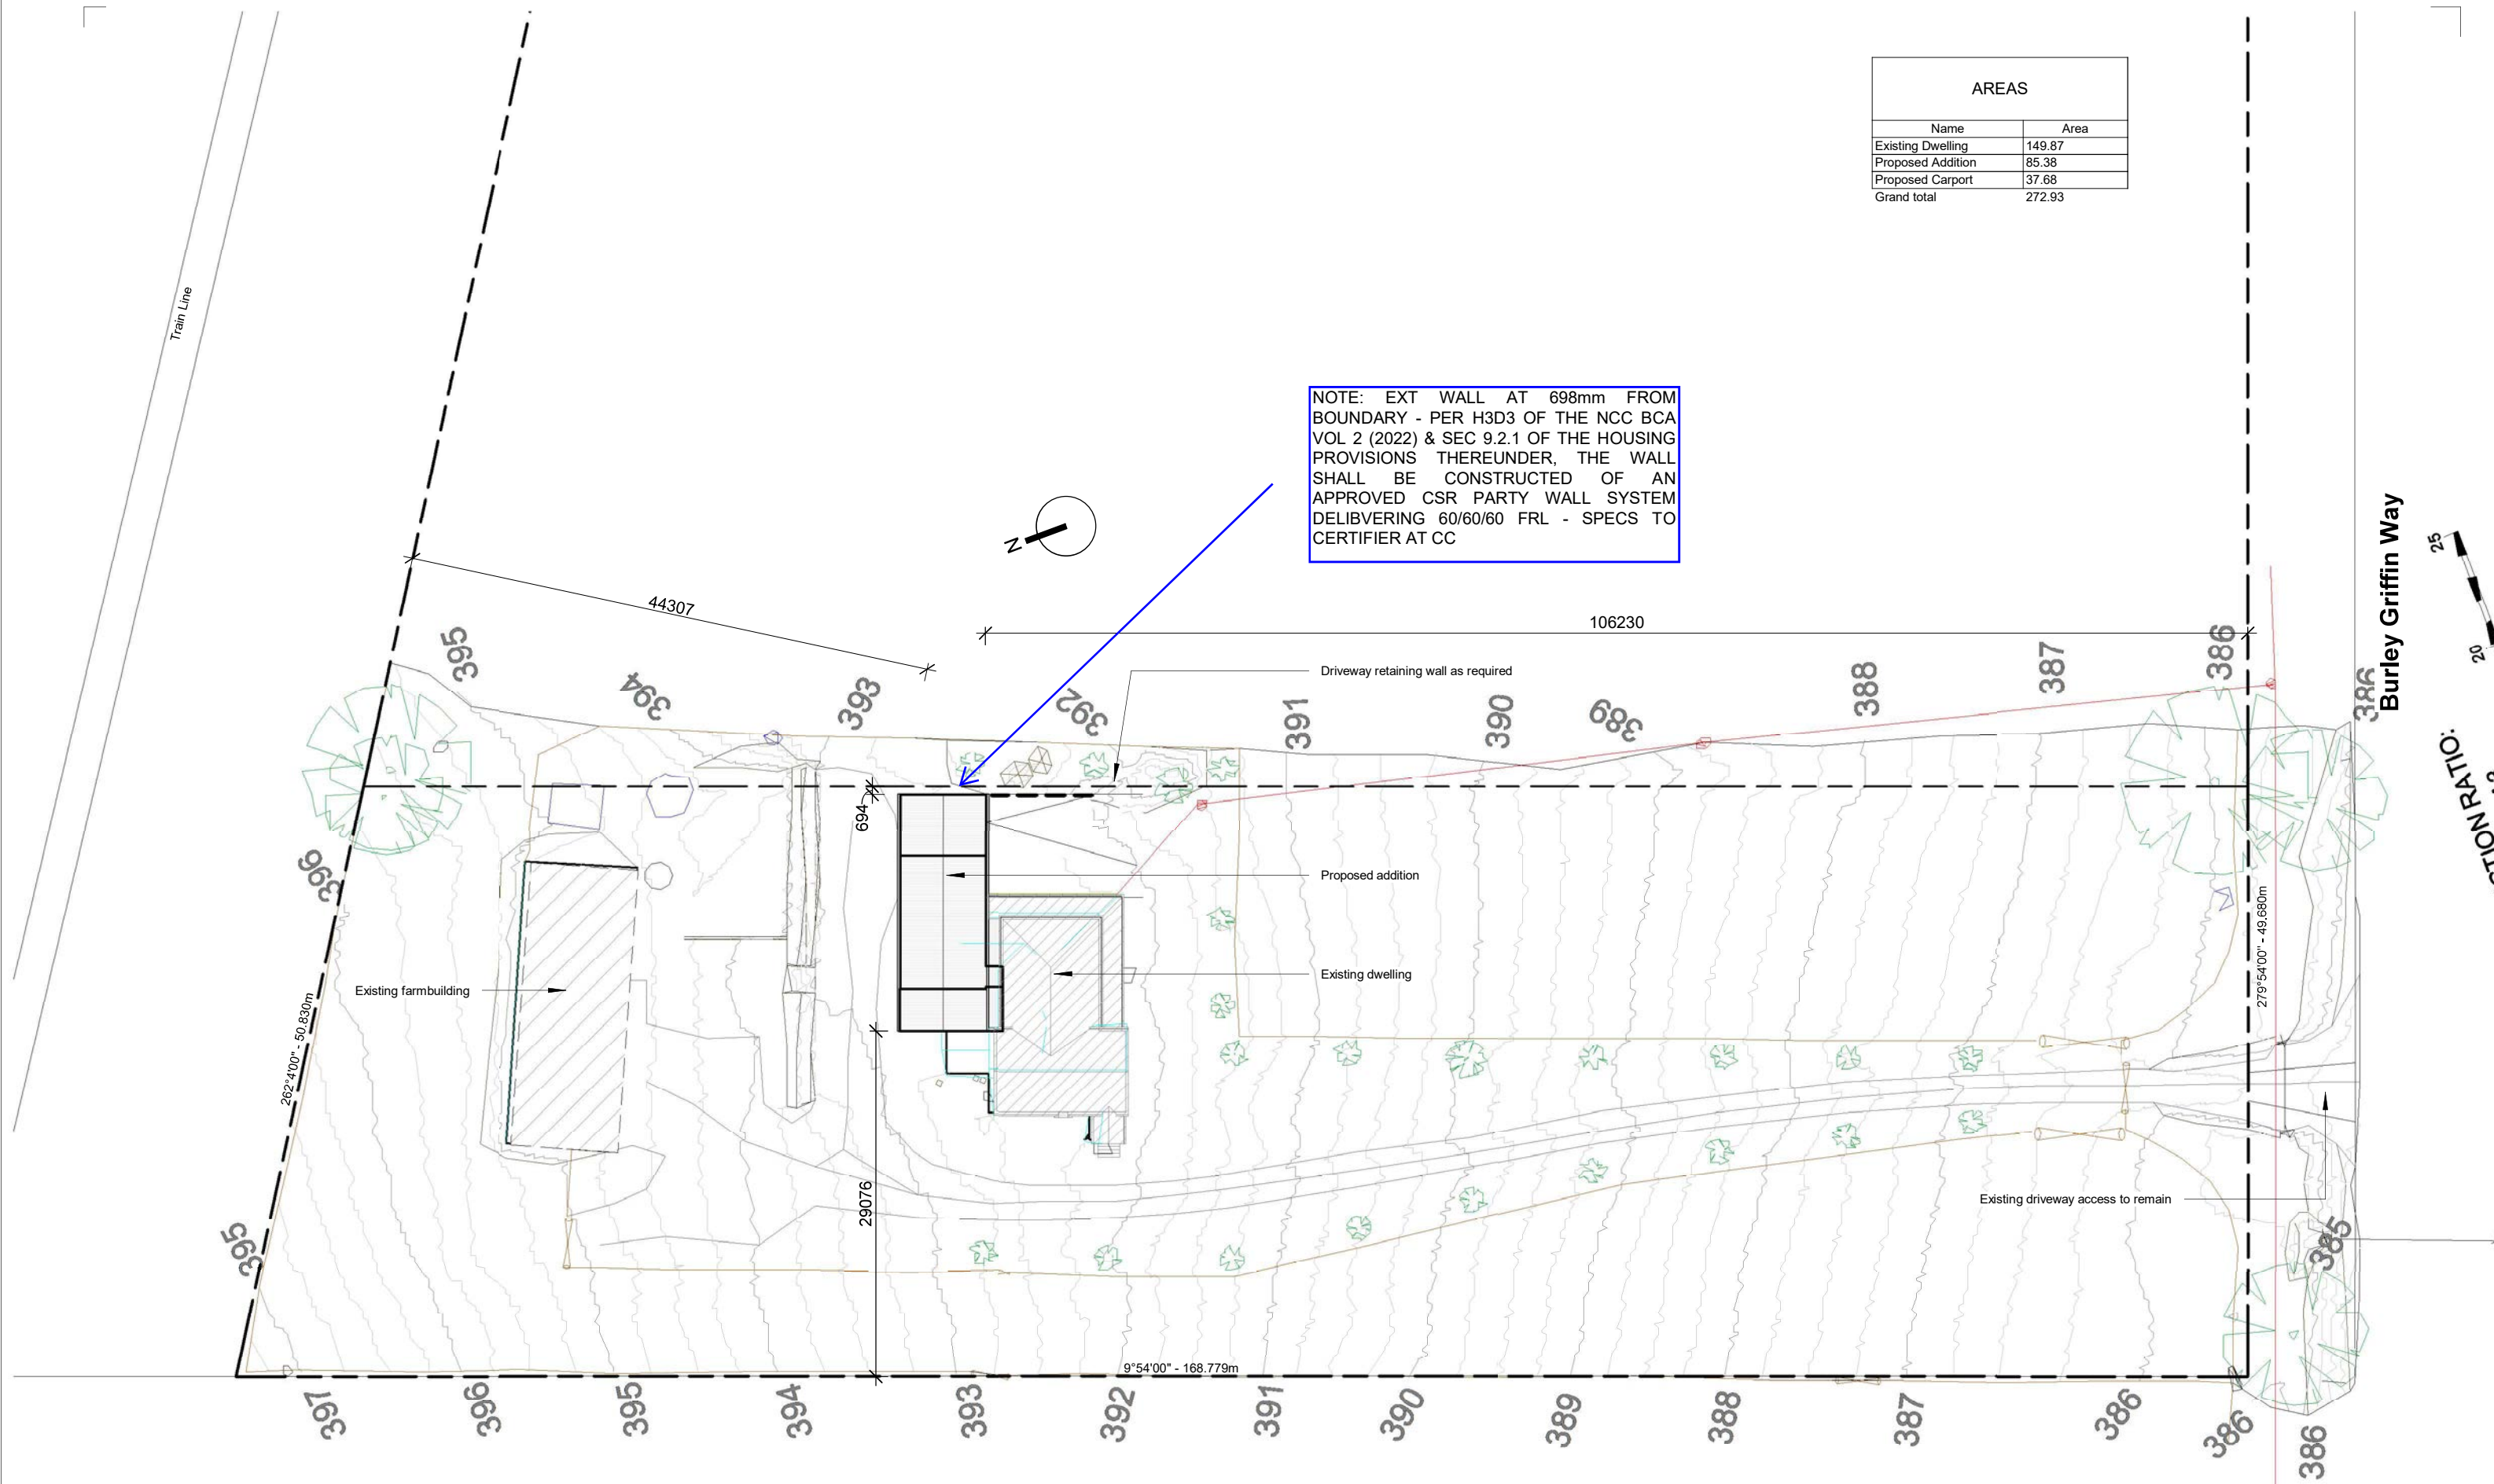 AREAS
Name Area
Existing Dwelling 149.87
Proposed Addition 85.38
Proposed Carport 37.68
Grand total 272.93
Train Line
NOTE: EXT WALL AT 698mm FROM
BOUNDARY - PER H3D3 OF THE NCC BCA
VOL 2 (2022) & SEC 9.2.1 OF THE HOUSING
PROVISIONS THEREUNDER, THE WALL
SHALL BE CONSTRUCTED OF AN
APPROVED CSR PARTY WALL SYSTEM
DELIBVERING 60/60/60 FRL - SPECS TO
CERTIFIER AT CC
N
Burley Griffin Way
25
20
44307
106230
Driveway retaining wall as required
395
394
393
392
391
390
389
388
387
386
386
694
Proposed addition
396
Existing dwelling
Existing farmbuilding
262°4'00" - 50.830m
279°54'00" - 49.680m
29076
Existing driveway access to remain
395
385
9°54'00" - 168.779m
397
396
395
394
393
392
391
390
389
388
387
386
386
386